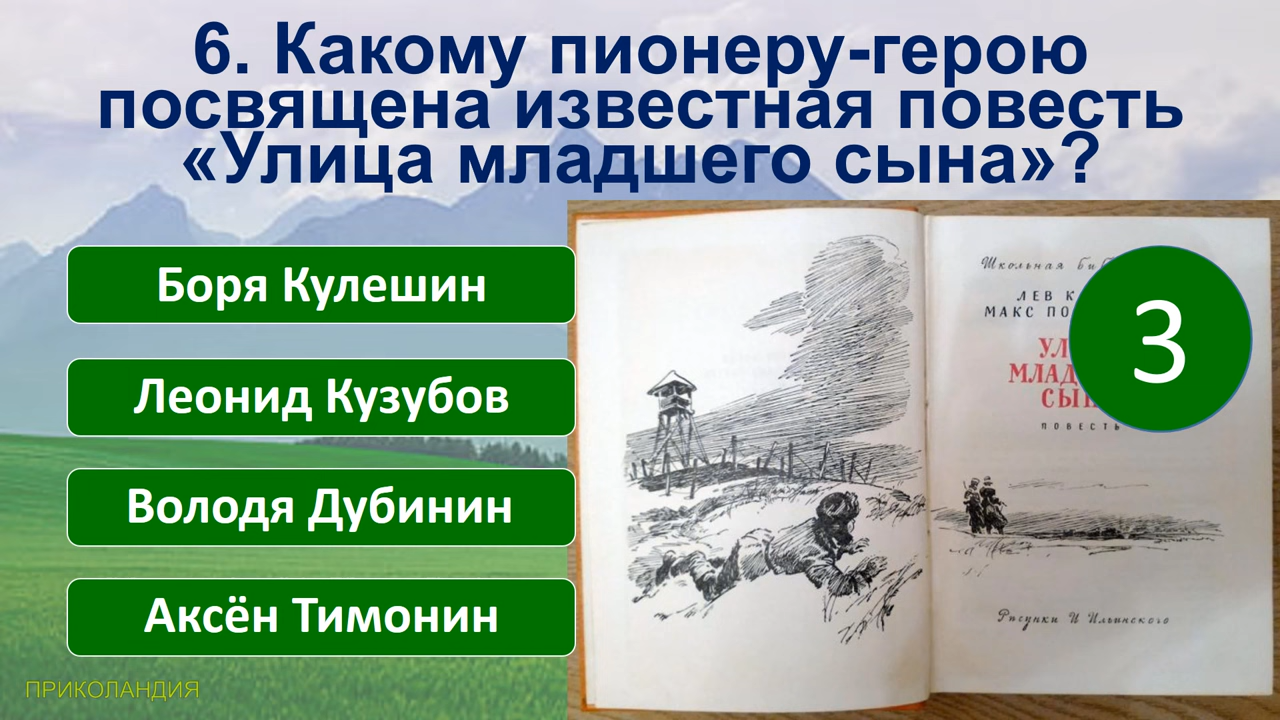 6. Какому пионеру-герою
посвящена известная повесть
«Улица младшего сына»?
Боря Кулешин
Леонид Кузубов
Володя Дубинин
Аксён Тимонин
ПРИКОЛАНДИЯ
Школьная
ЛЕВ
МАКС
3
ПОВЕСТЬ
Рисунки И Ильинского